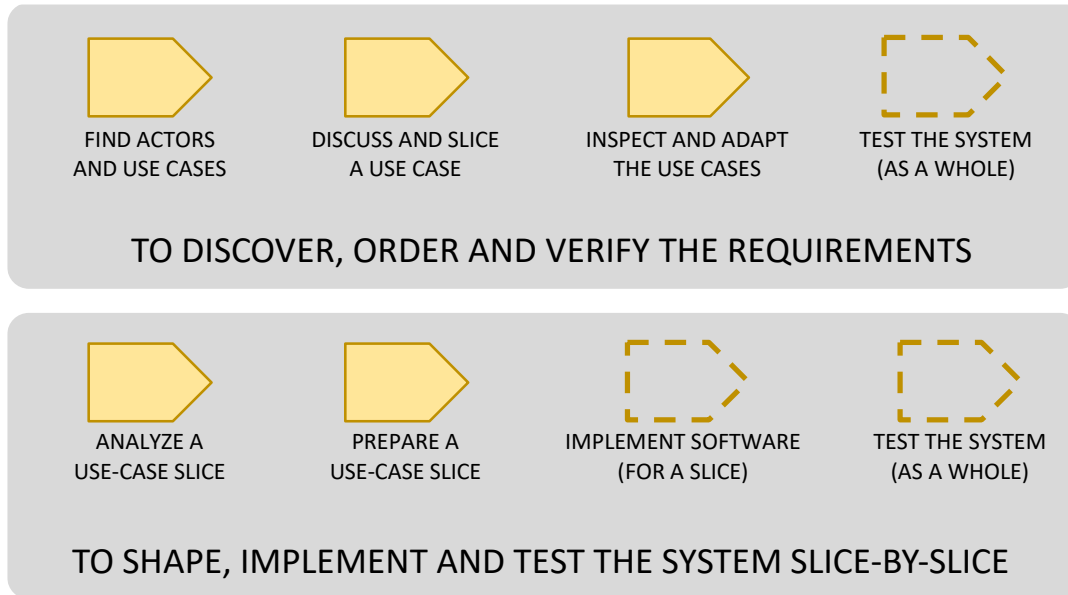 FIND ACTORS
AND USE CASES
DISCUSS AND SLICE
A USE CASE
INSPECT AND ADAPT
THE USE CASES
TEST THE SYSTEM
(AS A WHOLE)
TO DISCOVER, ORDER AND VERIFY THE REQUIREMENTS
ANALYZE A
USE-CASE SLICE
PREPARE A
USE-CASE SLICE
IMPLEMENT SOFTWARE
(FOR A SLICE)
TEST THE SYSTEM
(AS A WHOLE)
TO SHAPE, IMPLEMENT AND TEST THE SYSTEM SLICE-BY-SLICE